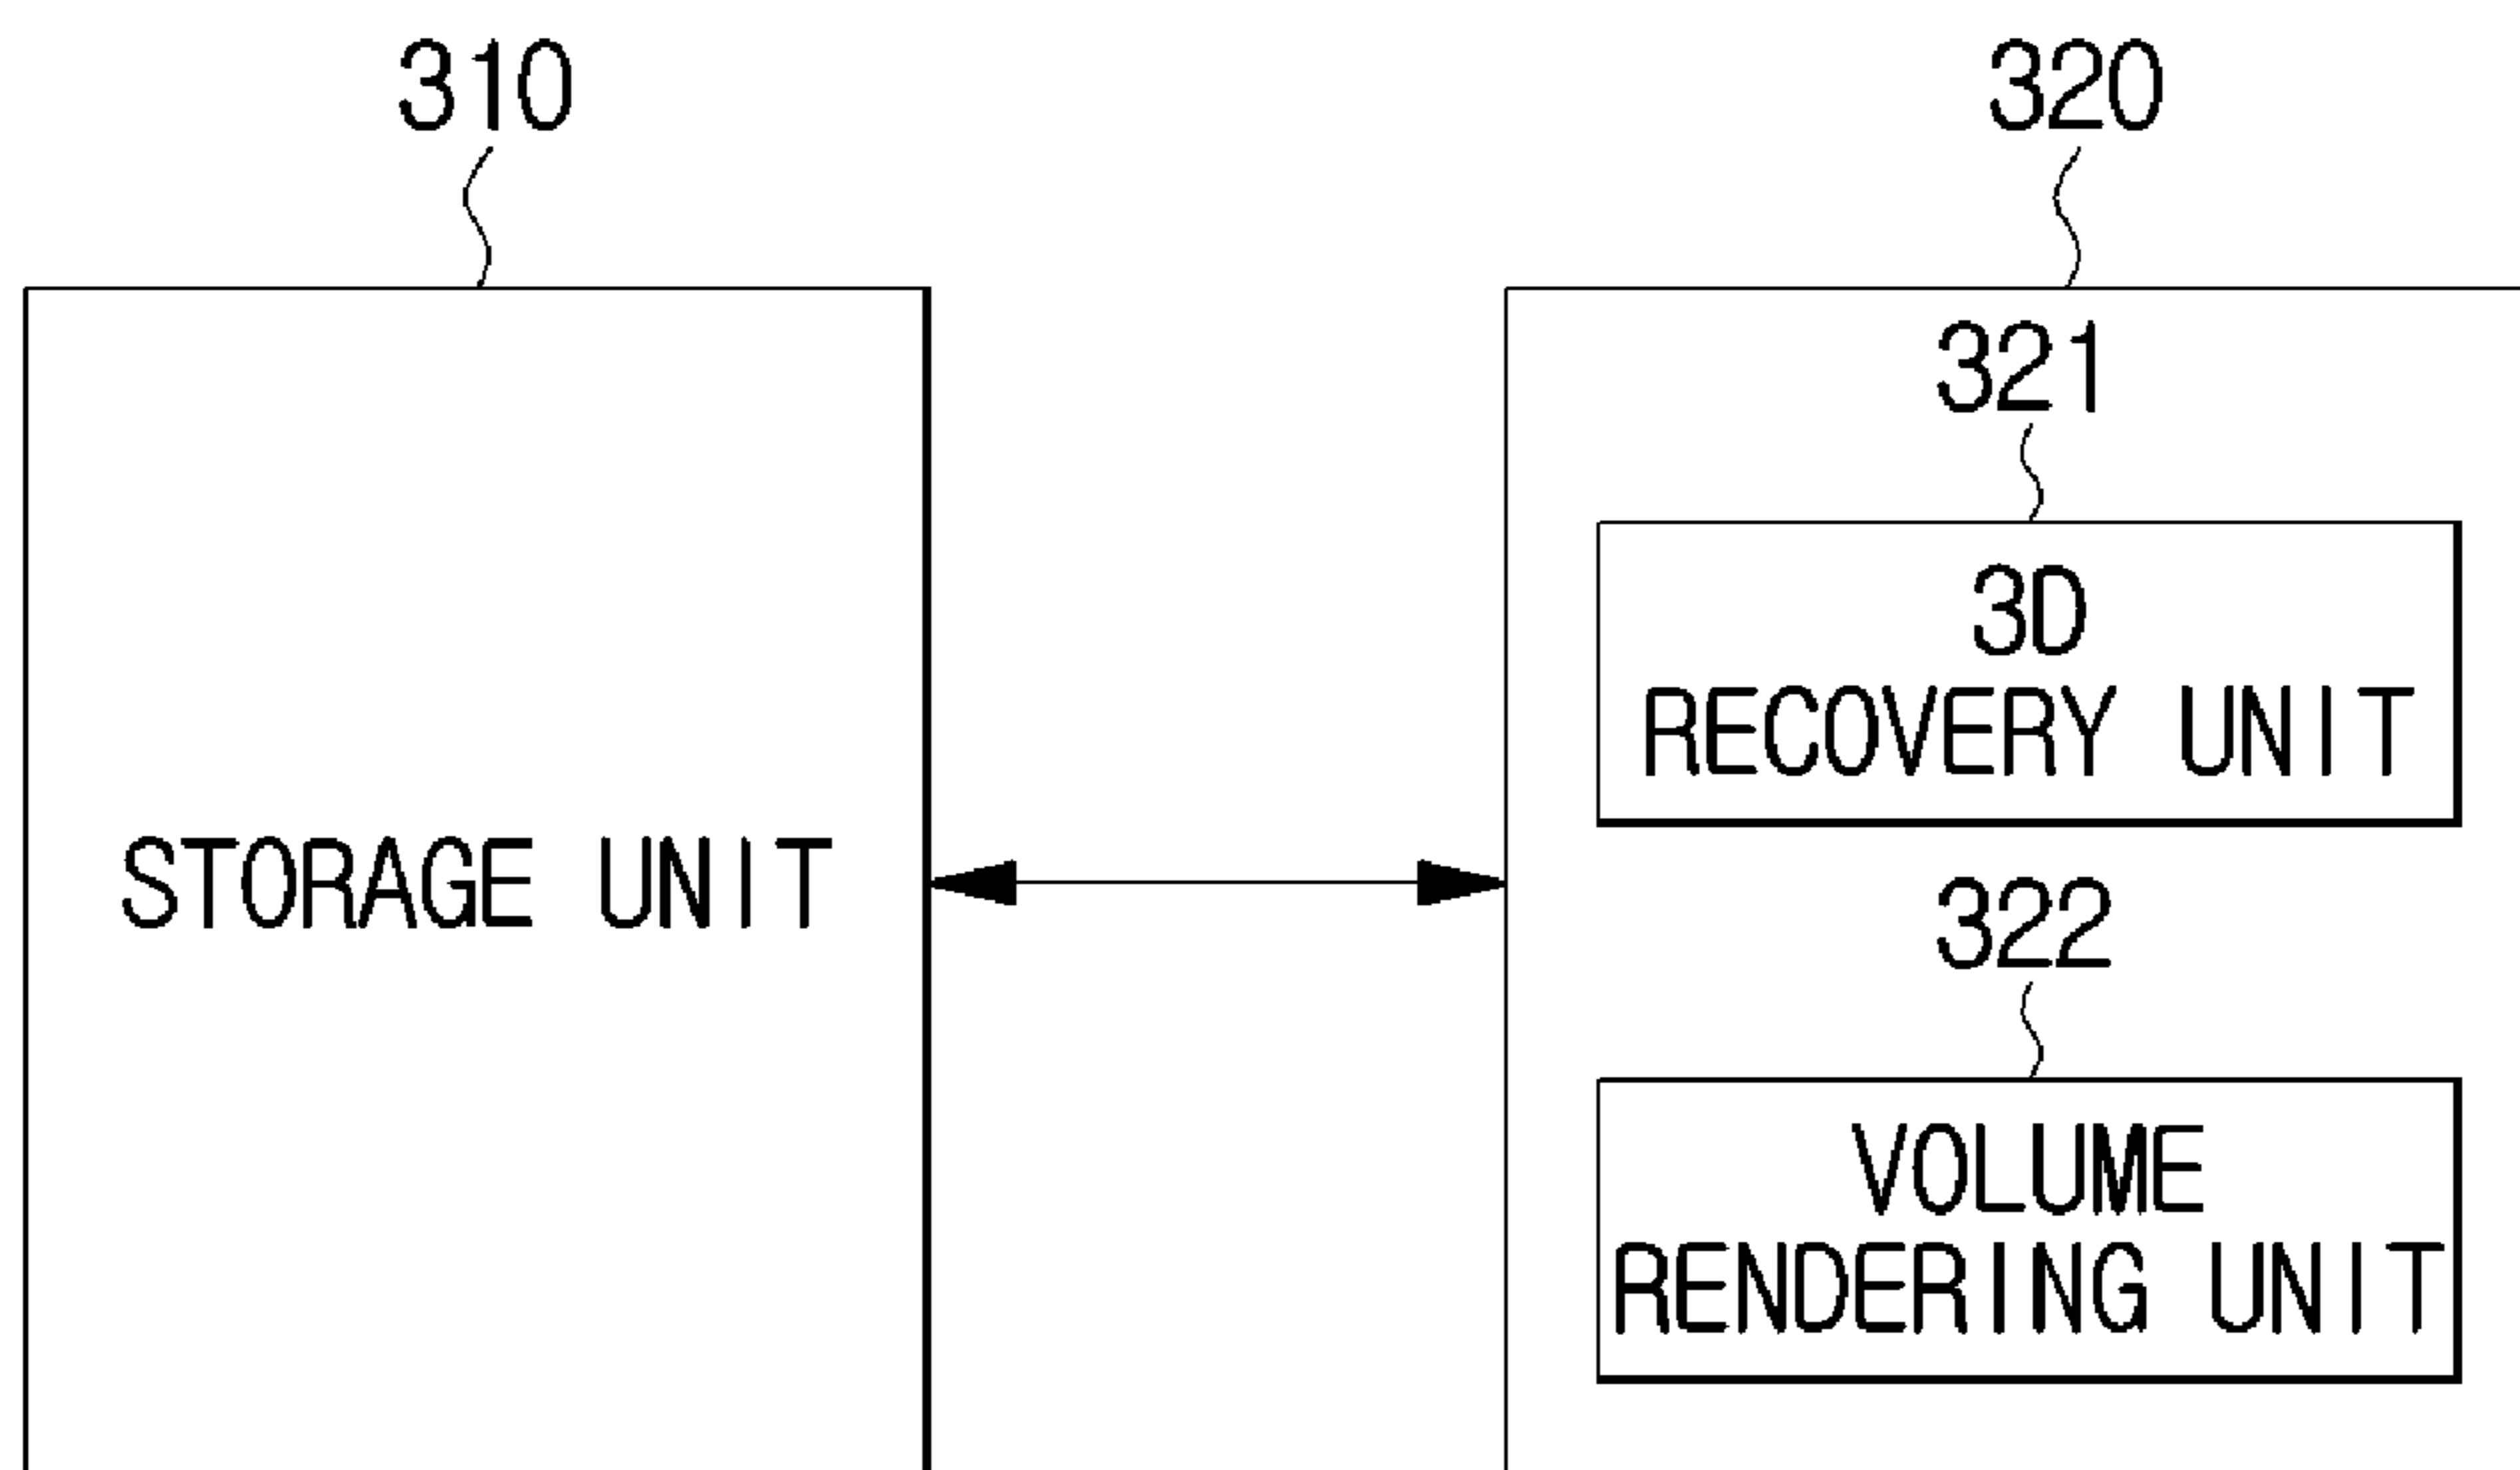 310
320
321
3D
RECOVERY UNIT
STORAGE UNIT
322
VOLUME
RENDERING UNIT